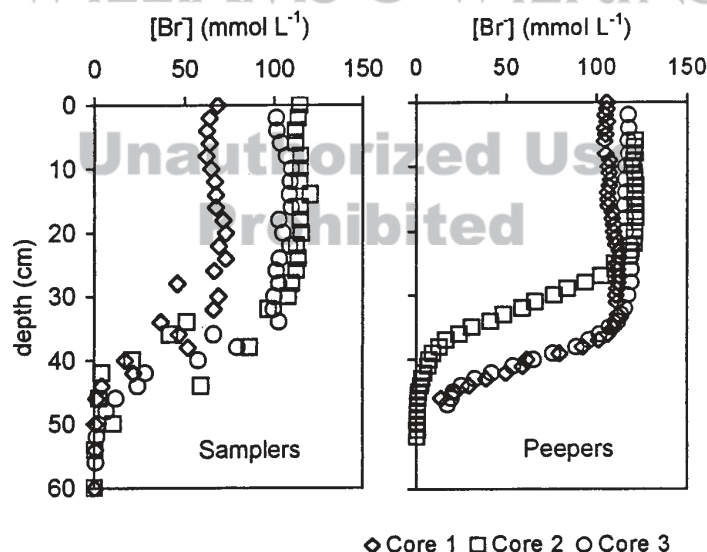 [Br-] (mmol L-1) [Br-] (mmol L-1)
0 50 100 150 0 50 100 150
0
10
20
30
40
50
60
depth (cm)
Unauthorized Us
Prohibited
Samplers Peepers
Core 1 Core 2 Core 3